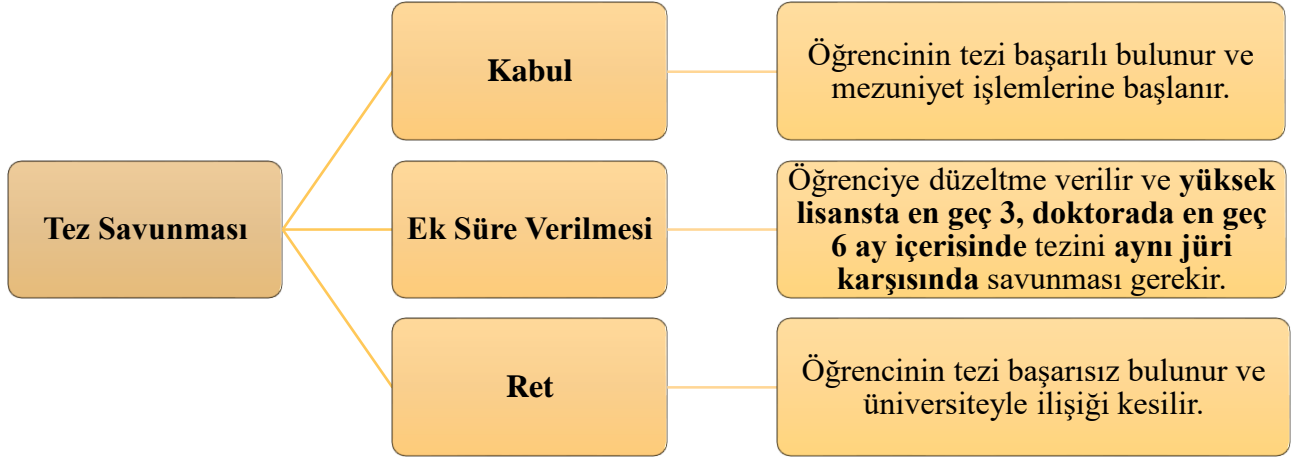 Tez Savunması
Kabul
Öğrencinin tezi başarılı bulunur ve
mezuniyet işlemlerine başlanır.
Ek Süre Verilmesi
Öğrenciye düzeltme verilir ve yüksek
lisansta en geç 3, doktorada en geç
6 ay içerisinde tezini aynı jüri
karşısında savunması gerekir.
Ret
Öğrencinin tezi başarısız bulunur ve
üniversiteyle ilişiği kesilir.